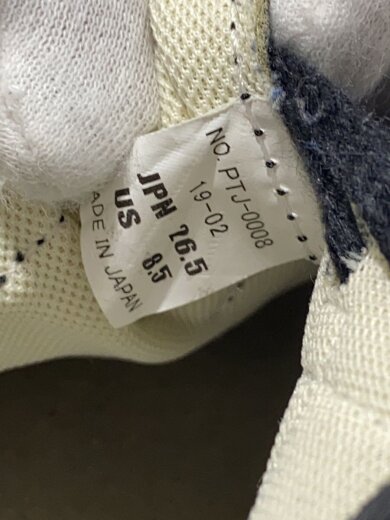 NO. PTJ-0008
19-02
JPN 26.5
US 8.5
ADE IN JAPAN